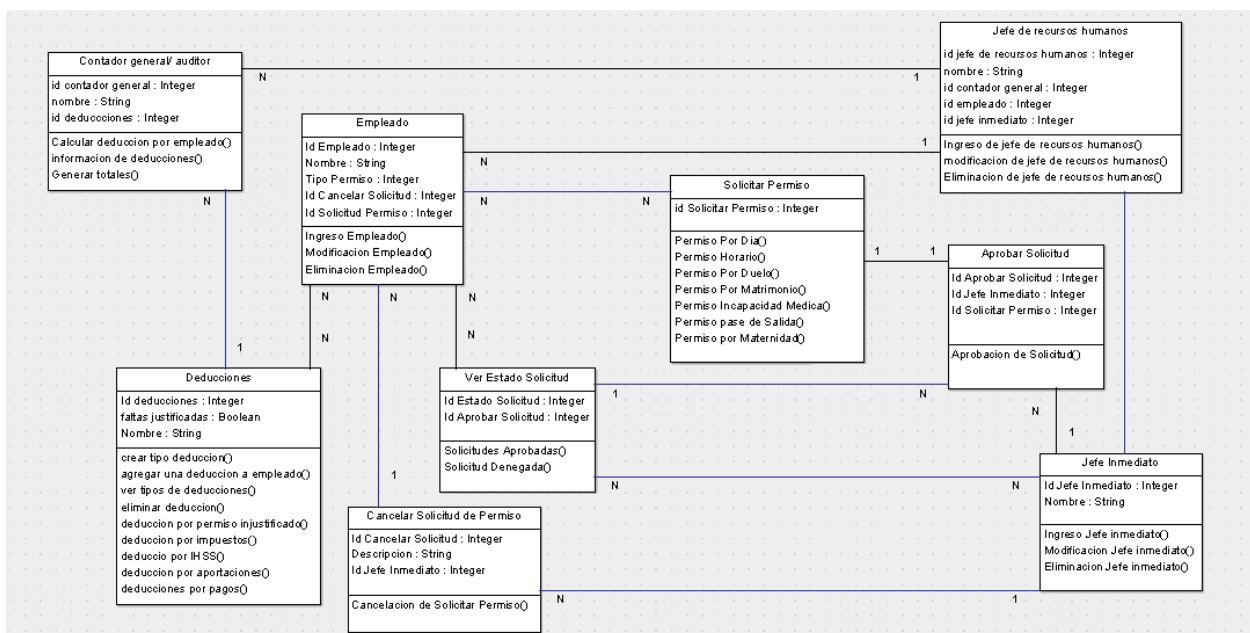 Contador general/ auditor
id contador general : Integer
nombre : String
id deduccciones : Integer
Calcular deduccion por empleado()
informacion de deducciones()
Generar totales()
N
N
1
Jefe de recursos humanos
id jefe de recursos humanos : Integer
nombre : String
id contador general : Integer
id empleado : Integer
id jefe inmediato : Integer
Ingreso de jefe de recursos humanos()
modificacion de jefe de recursos humanos()
Eliminacion de jefe de recursos humanos()
Empleado
Id Empleado : Integer
Nombre : String
Tipo Permiso : Integer
Id Cancelar Solicitud : Integer
Id Solicitud Permiso : Integer
Ingreso Empleado()
Modificacion Empleado()
Eliminacion Empleado()
N
1
N
N
N
N
N
Solicitar Permiso
id Solicitar Permiso : Integer
Permiso Por Dia()
Permiso Horario()
Permiso Por Duelo()
Permiso Por Matrimonio()
Permiso Incapacidad Medica()
Permiso pase de Salida()
Permiso por Maternidad()
1
1
Aprobar Solicitud
Id Aprobar Solicitud : Integer
Id Jefe Inmediato : Integer
Id Solicitar Permiso : Integer
Aprobacion de Solicitud()
1
N
N
Deducciones
Id deducciones : Integer
faltas justificadas : Boolean
Nombre : String
crear tipo deduccion()
agregar una deduccion a empleado()
ver tipos de deducciones()
eliminar deduccion()
deduccion por permiso injustificado()
deduccion por impuestos()
deduccio por IHSS()
deduccion por aportaciones()
deducciones por pagos()
Ver Estado Solicitud
Id Estado Solicitud : Integer
Id Aprobar Solicitud : Integer
Solicitudes Aprobadas()
Solicitud Denegada()
1
N
N
1
N
N
Jefe Inmediato
Id Jefe Inmediato : Integer
Nombre : String
Ingreso Jefe inmediato()
Modificacion Jefe inmediato()
Eliminacion Jefe inmediato()
1
Cancelar Solicitud de Permiso
Id Cancelar Solicitud : Integer
Descripcion : String
Id Jefe Inmediato : Integer
Cancelacion de Solicitar Permiso()
N
1